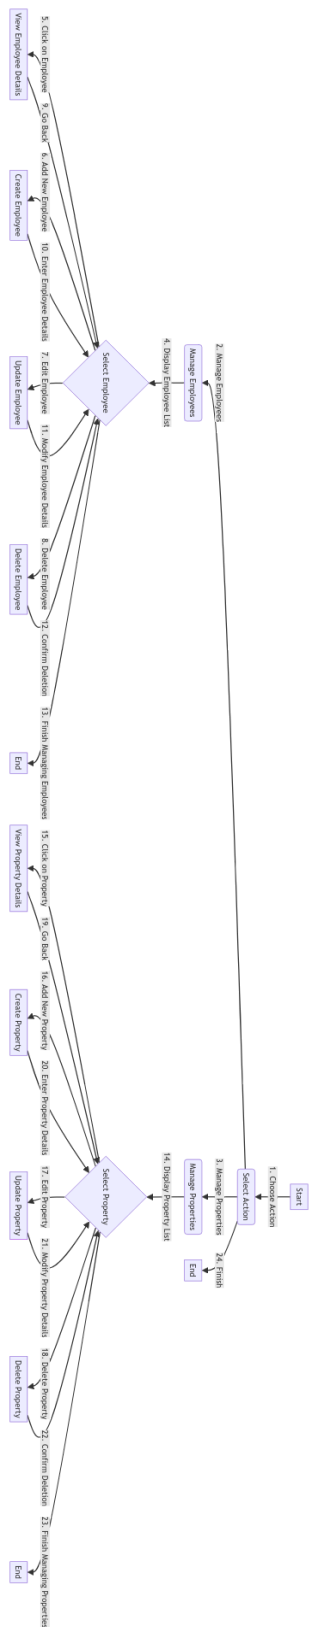 Start
1. Choose Action
Select Action
2. Manage Employees
3. Manage Properties
24. Finish
Manage Employees
Manage Properties
End
4. Display Employee List
14. Display Property List
Select Employee
Select Property
5. Click on Employee
9. Go Back
6. Add New Employee
10. Enter Employee Details
7. Edit Employee
11. Modify Employee Details
8. Delete Employee
12. Confirm Deletion
13. Finish Managing Employees
15. Click on Property
19. Go Back
16. Add New Property
20. Enter Property Details
17. Edit Property
21. Modify Property Details
18. Delete Property
22. Confirm Deletion
23. Finish Managing Properties
View Employee Details
Create Employee
Update Employee
Delete Employee
End
View Property Details
Create Property
Update Property
Delete Property
End